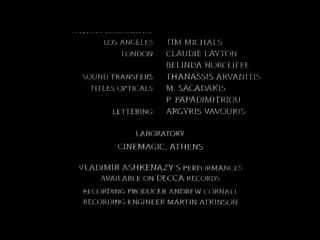 LOS ANGELES TIM MICHALS
LONDON CLAUDIE LAYTON
BELINDA NORCLIFFE
SOUND TRANSFERS THANASSIS ARVANITIS
TITLES OPTICALS M. SACADAKIS
P. PAPADIMITRIOU
LETTERING ARGYRIS VAVOURIS
LABORATORY
CINEMAGIC, ATHENS
VLADIMIR ASHKENAZY'S PERFORMANCES
AVAILABLE ON DECCA RECORDS
RECORDING PRODUCER ANDREW CORNALL
RECORDING ENGINEER MARTIN ATKINSON